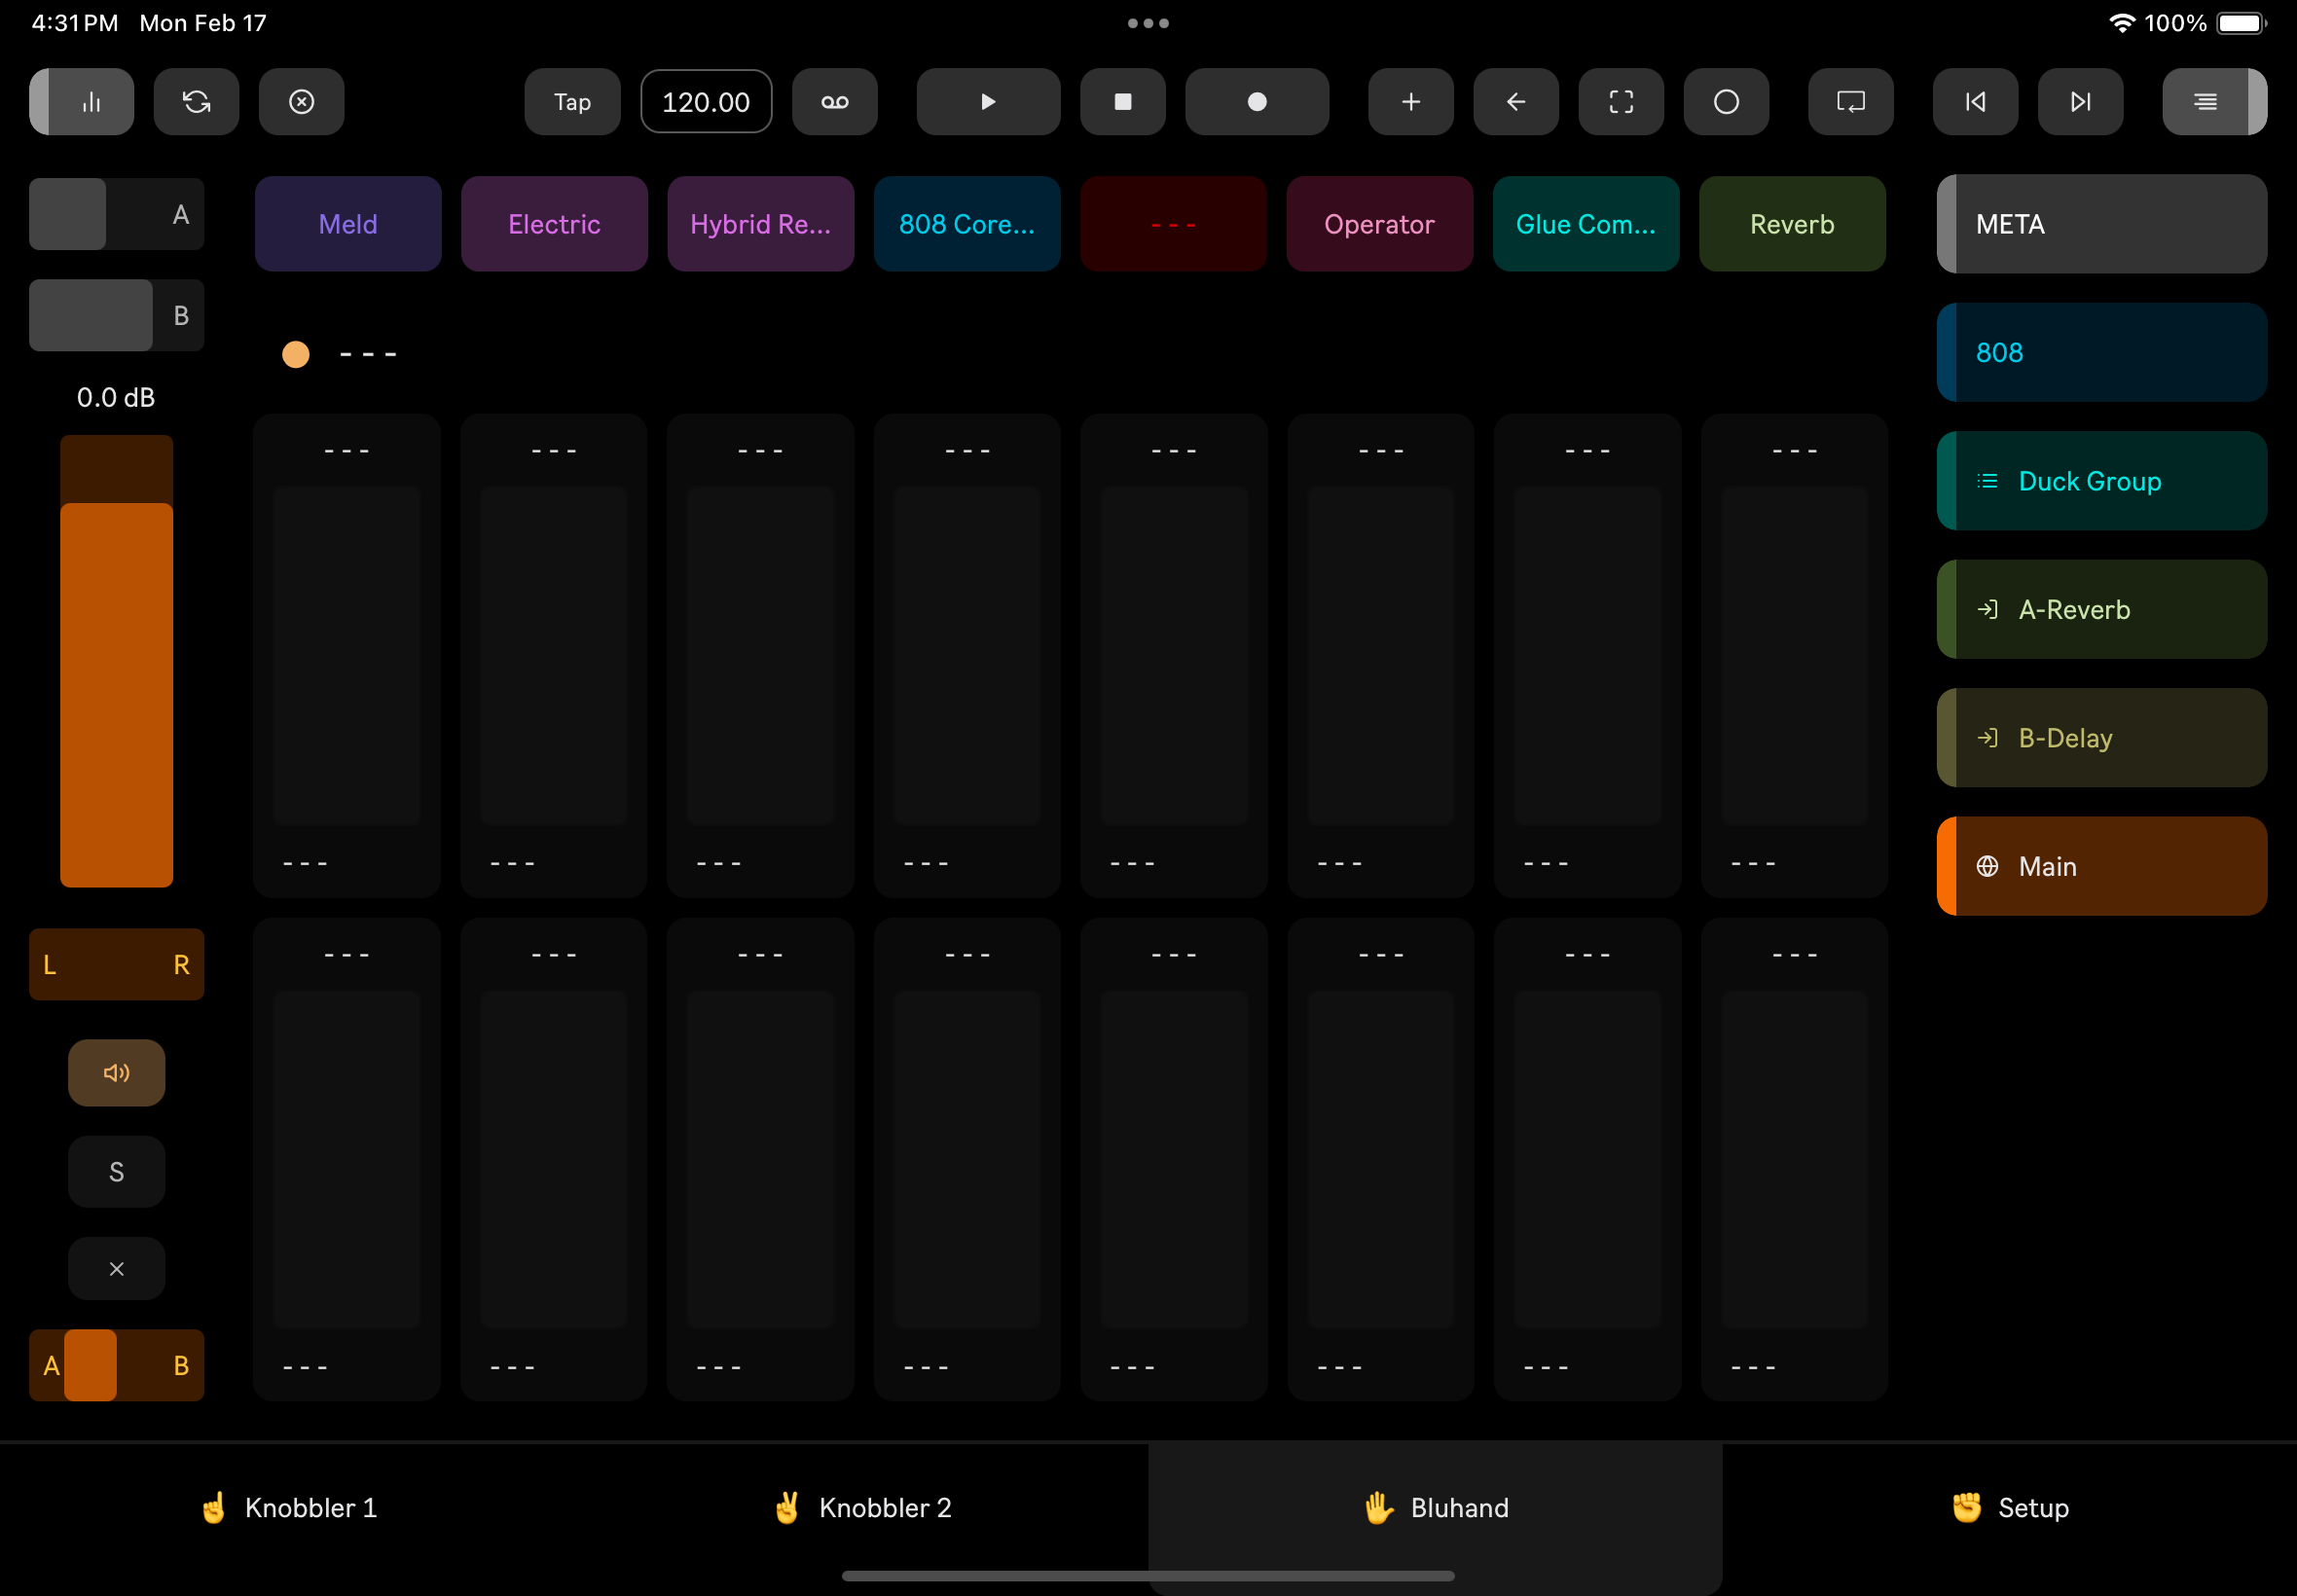 4:31 PM Mon Feb 17
100%
Tap 120.00
A
B
0.0 dB
L R
S
A B
Meld Electric Hybrid Re... 808 Core... --- Operator Glue Com... Reverb
---
--- --- --- --- --- --- --- ---
--- --- --- --- --- --- --- ---
--- --- --- --- --- --- --- ---
--- --- --- --- --- --- --- ---
META
808
Duck Group
A-Reverb
B-Delay
Main
Knobbler 1 Knobbler 2 Bluhand Setup